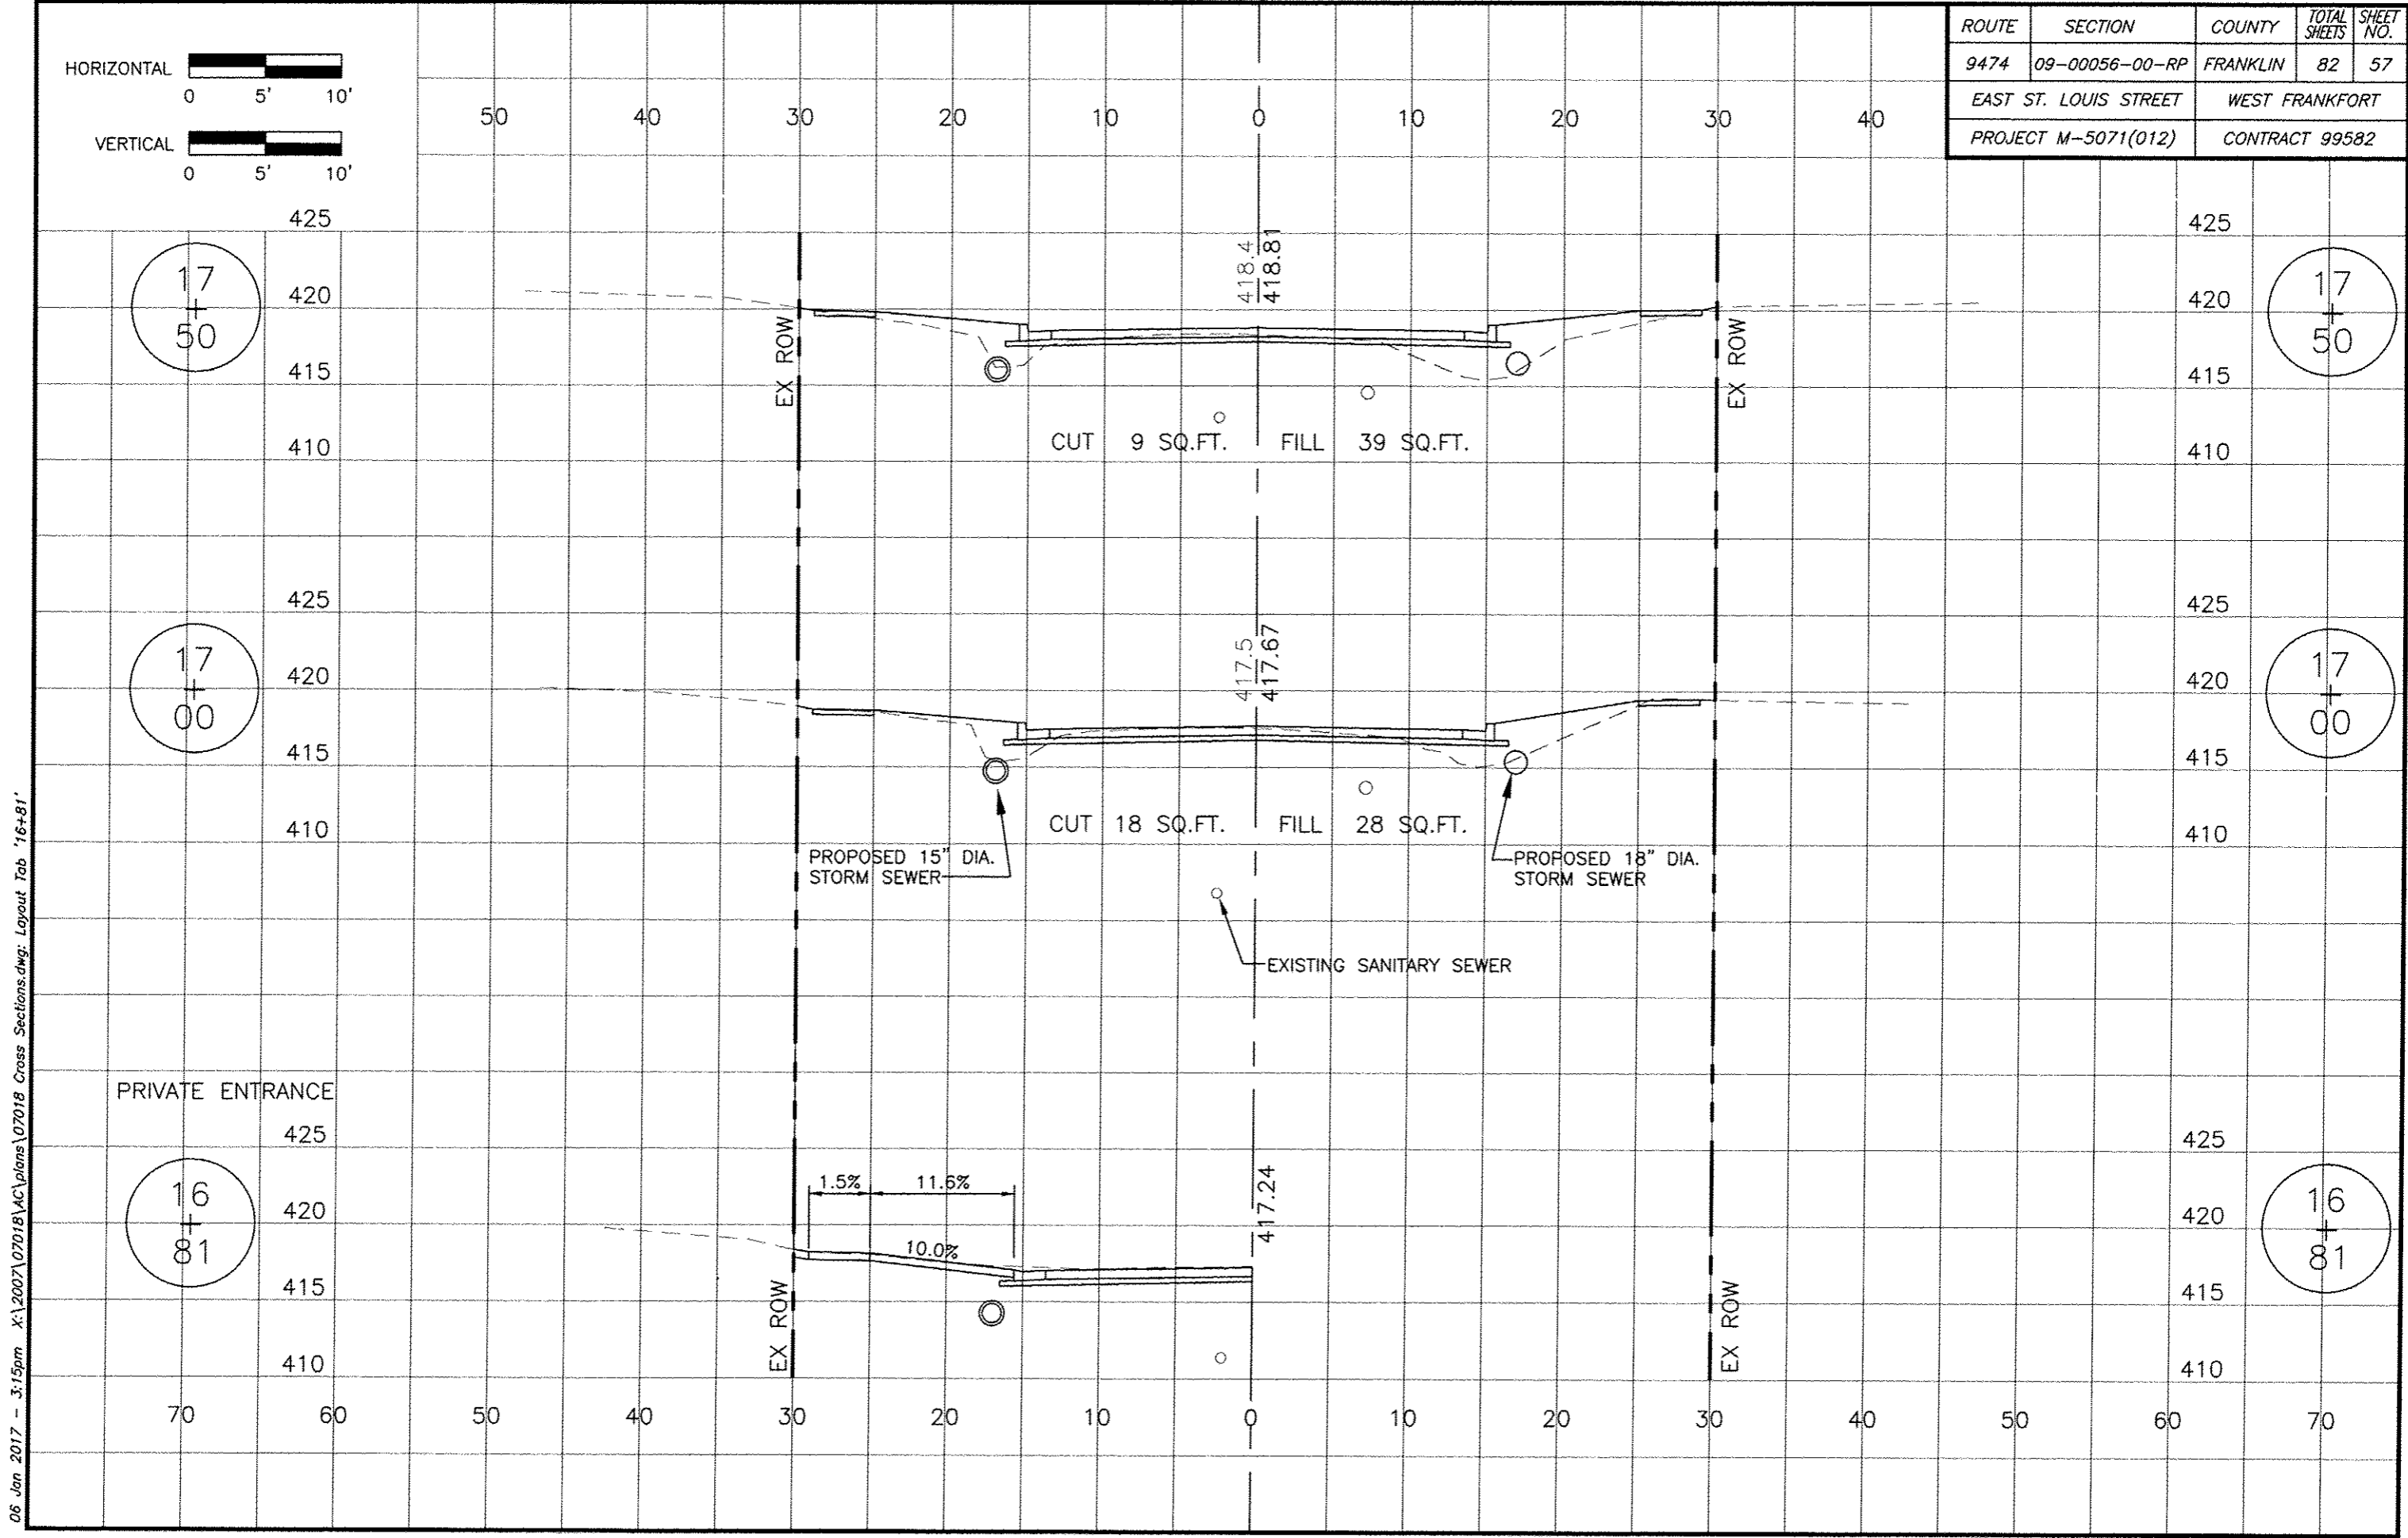 HORIZONTAL
0 5' 10'
VERTICAL
0 5' 10'
ROUTE SECTION COUNTY TOTAL SHEETS SHEET NO.
9474 09-00056-00-RP FRANKLIN 82 57
EAST ST. LOUIS STREET WEST FRANKFORT
PROJECT M-5071(012) CONTRACT 99582
50 40 30 20 10 0 10 20 30 40
425 425
17 50
420 420
17 50
415 415
410 410
418.4
418.81
EX ROW
EX ROW
CUT 9 SQ.FT. FILL 39 SQ.FT.
425 425
17 00
420 420
17 00
415 415
410 410
417.5
417.67
CUT 18 SQ.FT. FILL 28 SQ.FT.
PROPOSED 15" DIA.
STORM SEWER
PROPOSED 18" DIA.
STORM SEWER
EXISTING SANITARY SEWER
PRIVATE ENTRANCE
425 425
16 81
420 420
16 81
415 415
410 410
1.5% 11.6%
10.0%
417.24
EX ROW
EX ROW
70 60 50 40 30 20 10 0 10 20 30 40 50 60 70
06 Jan 2017 - 3:15pm X:\2007\07018\AC\plans\07018 Cross Sections.dwg: Layout Tab '16+81'